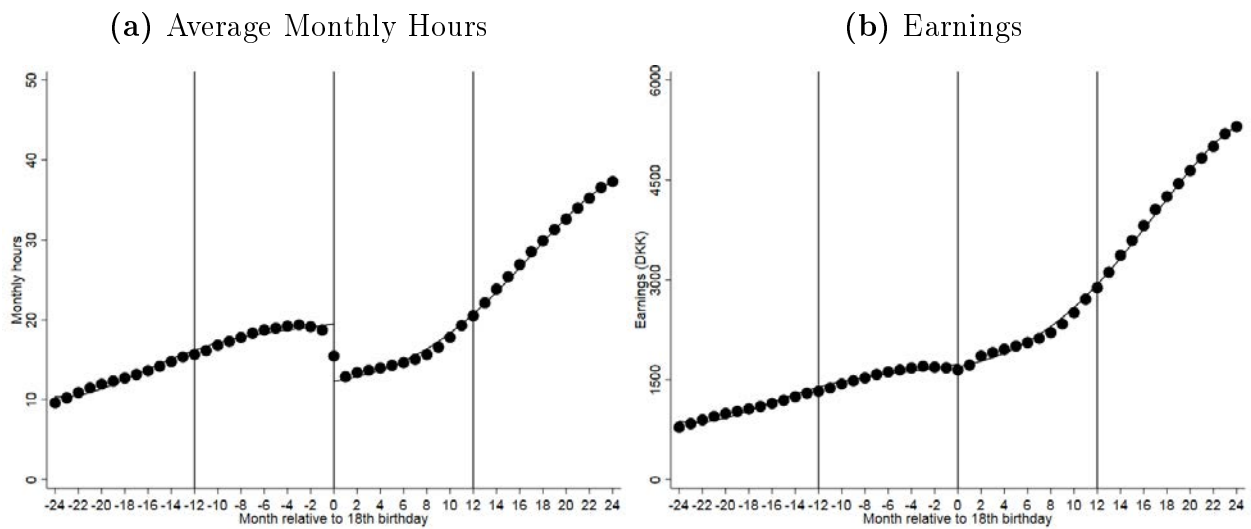 (a) Average Monthly Hours
50
40
30
20
10
0
Monthly hours
-24 -22 -20 -18 -16 -14 -12 -10 -8 -6 -4 -2 0 2 4 6 8 10 12 14 16 18 20 22 24
Month relative to 18th birthday
(b) Earnings
6000
4500
3000
1500
0
Earnings (DKK)
-24 -22 -20 -18 -16 -14 -12 -10 -8 -6 -4 -2 0 2 4 6 8 10 12 14 16 18 20 22 24
Month relative to 18th birthday